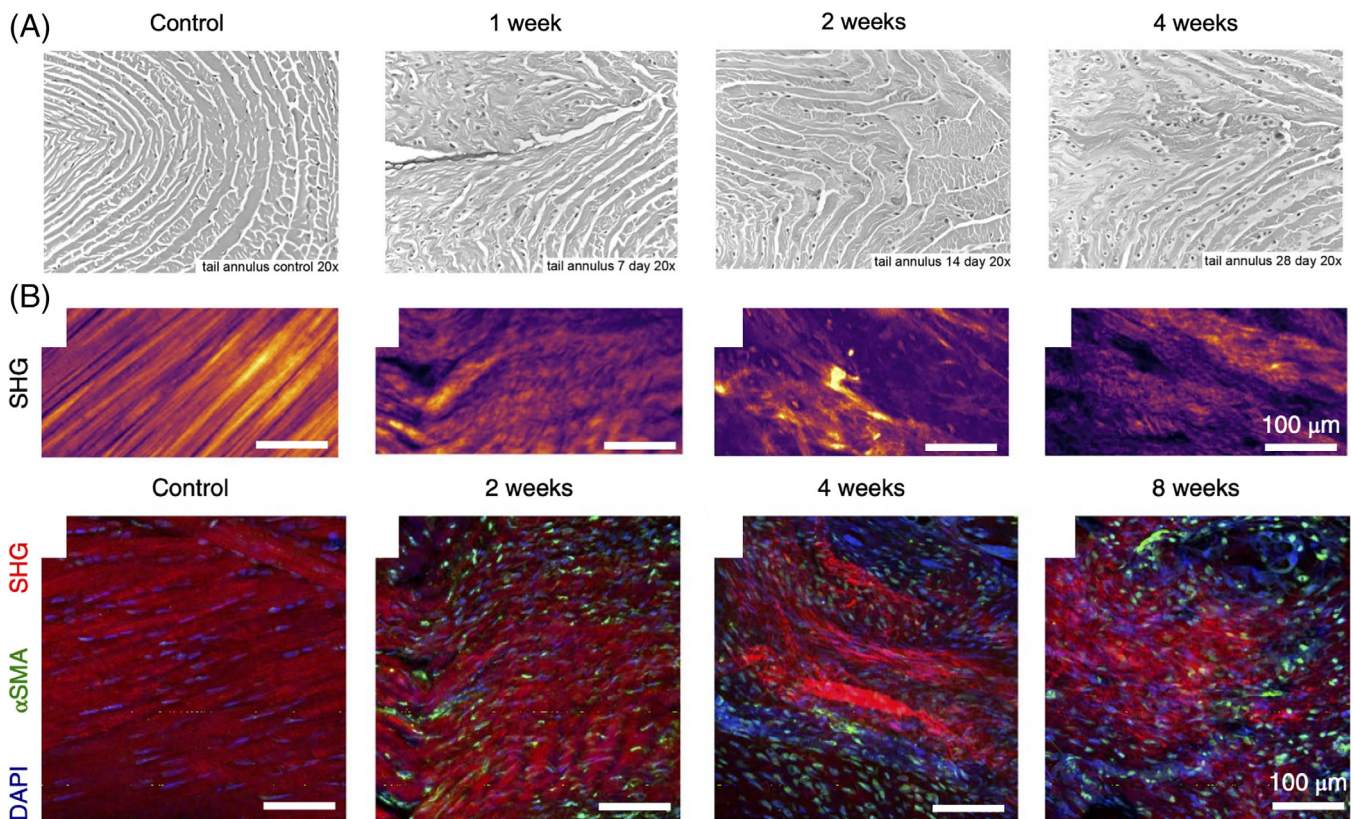 (A)
Control
1 week
2 weeks
4 weeks
tail annulus control 20x
tail annulus 7 day 20x
tail annulus 14 day 20x
tail annulus 28 day 20x
(B)
SHG
100 μm
Control
2 weeks
4 weeks
8 weeks
SHG
αSMA
DAPI
100 μm